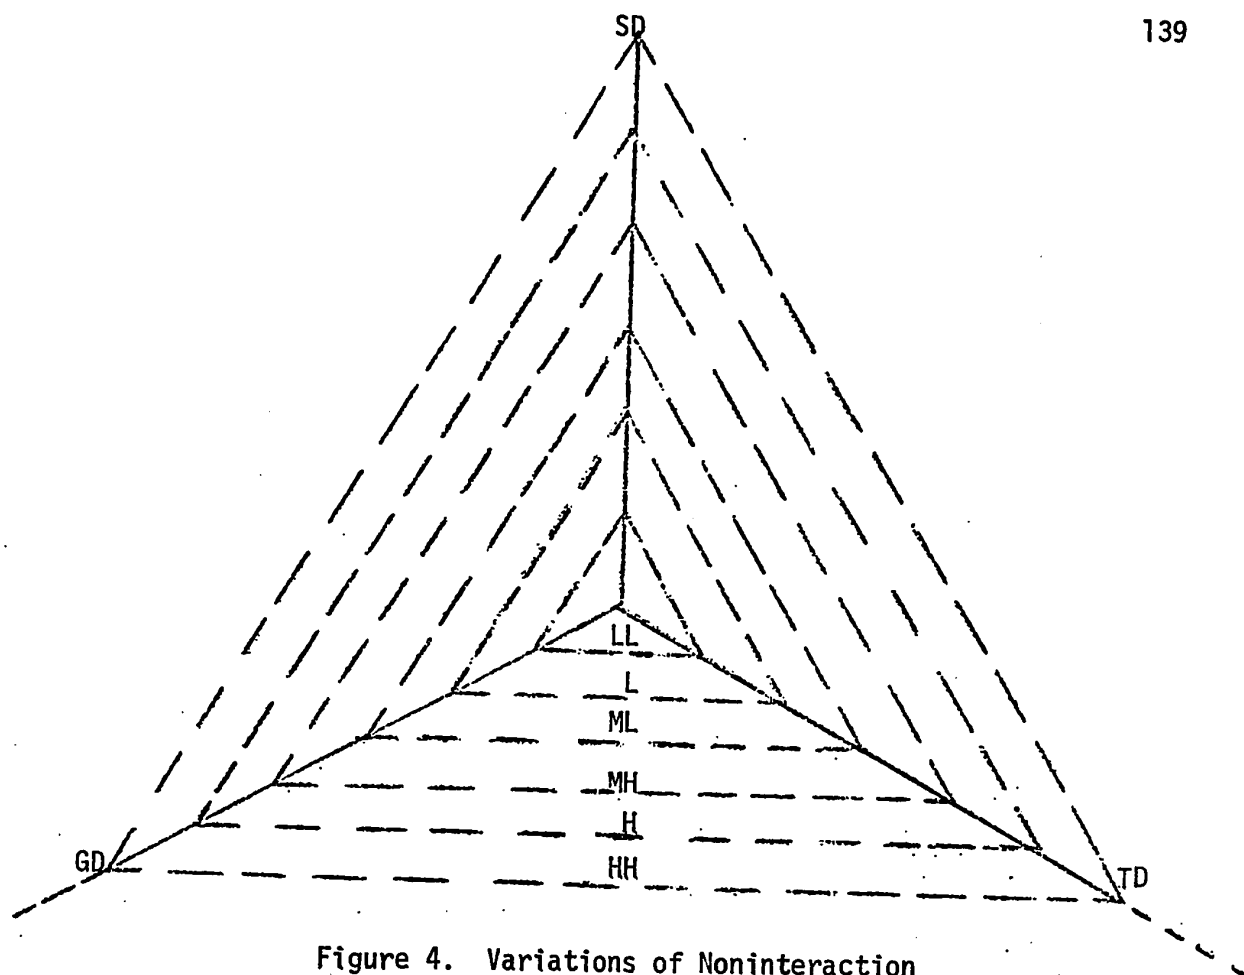 SD
139
LL
L
ML
MH
H
HH
GD
TD
Figure 4. Variations of Noninteraction